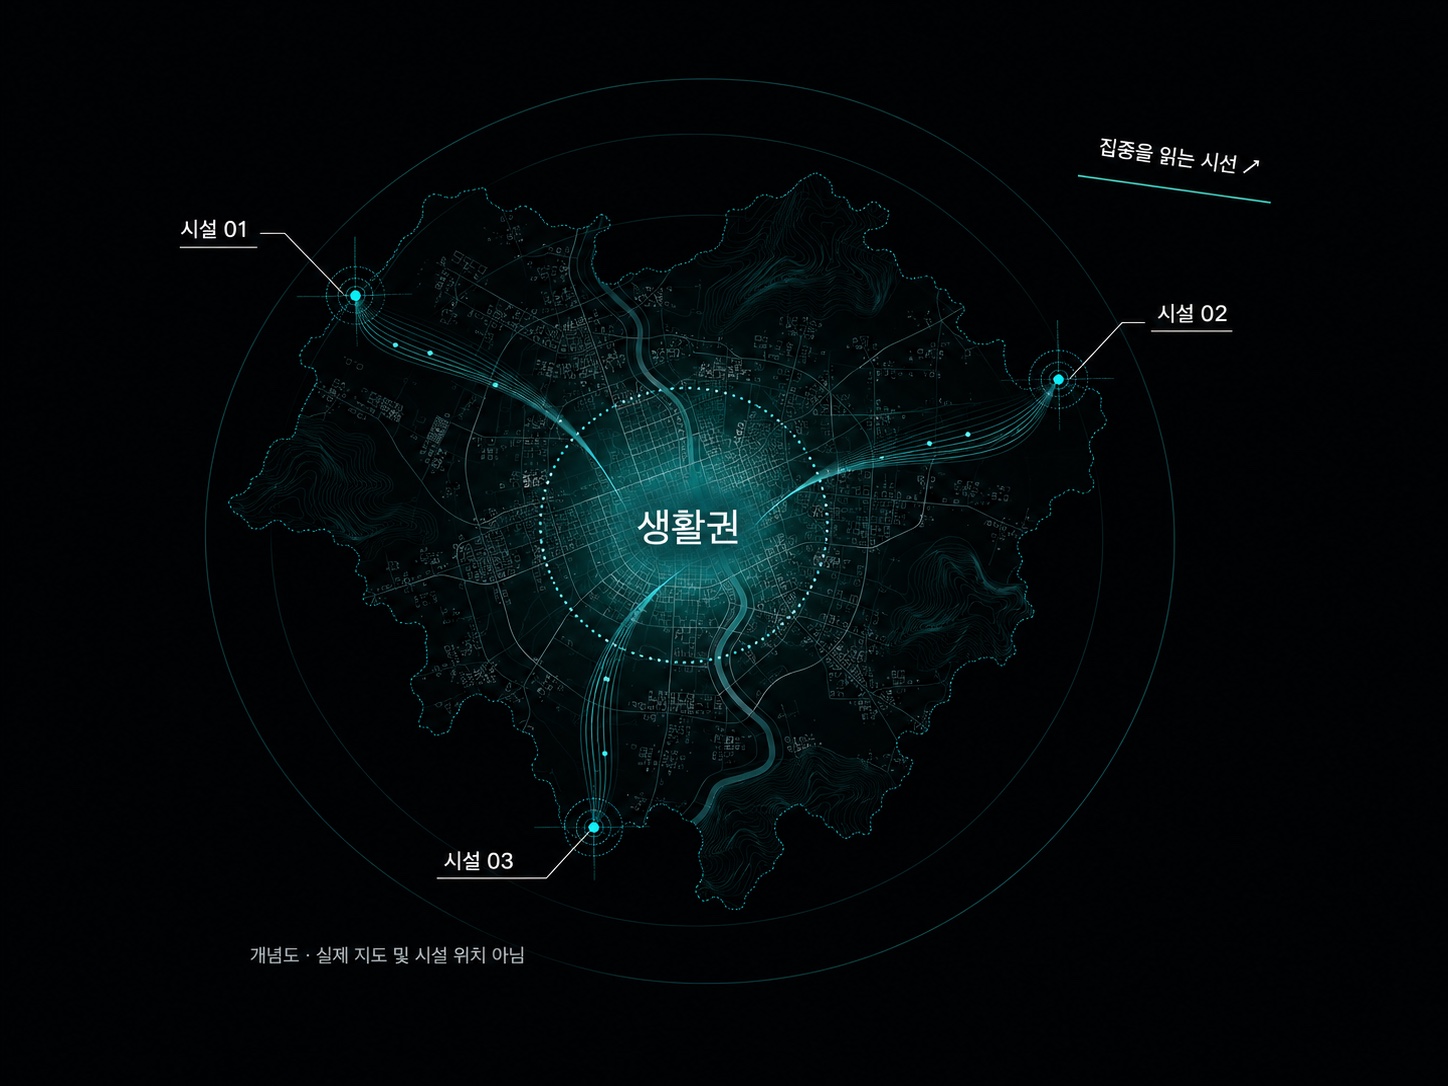 집중을 읽는 시선 ↗
시설 01
시설 02
생활권
시설 03
개념도 · 실제 지도 및 시설 위치 아님